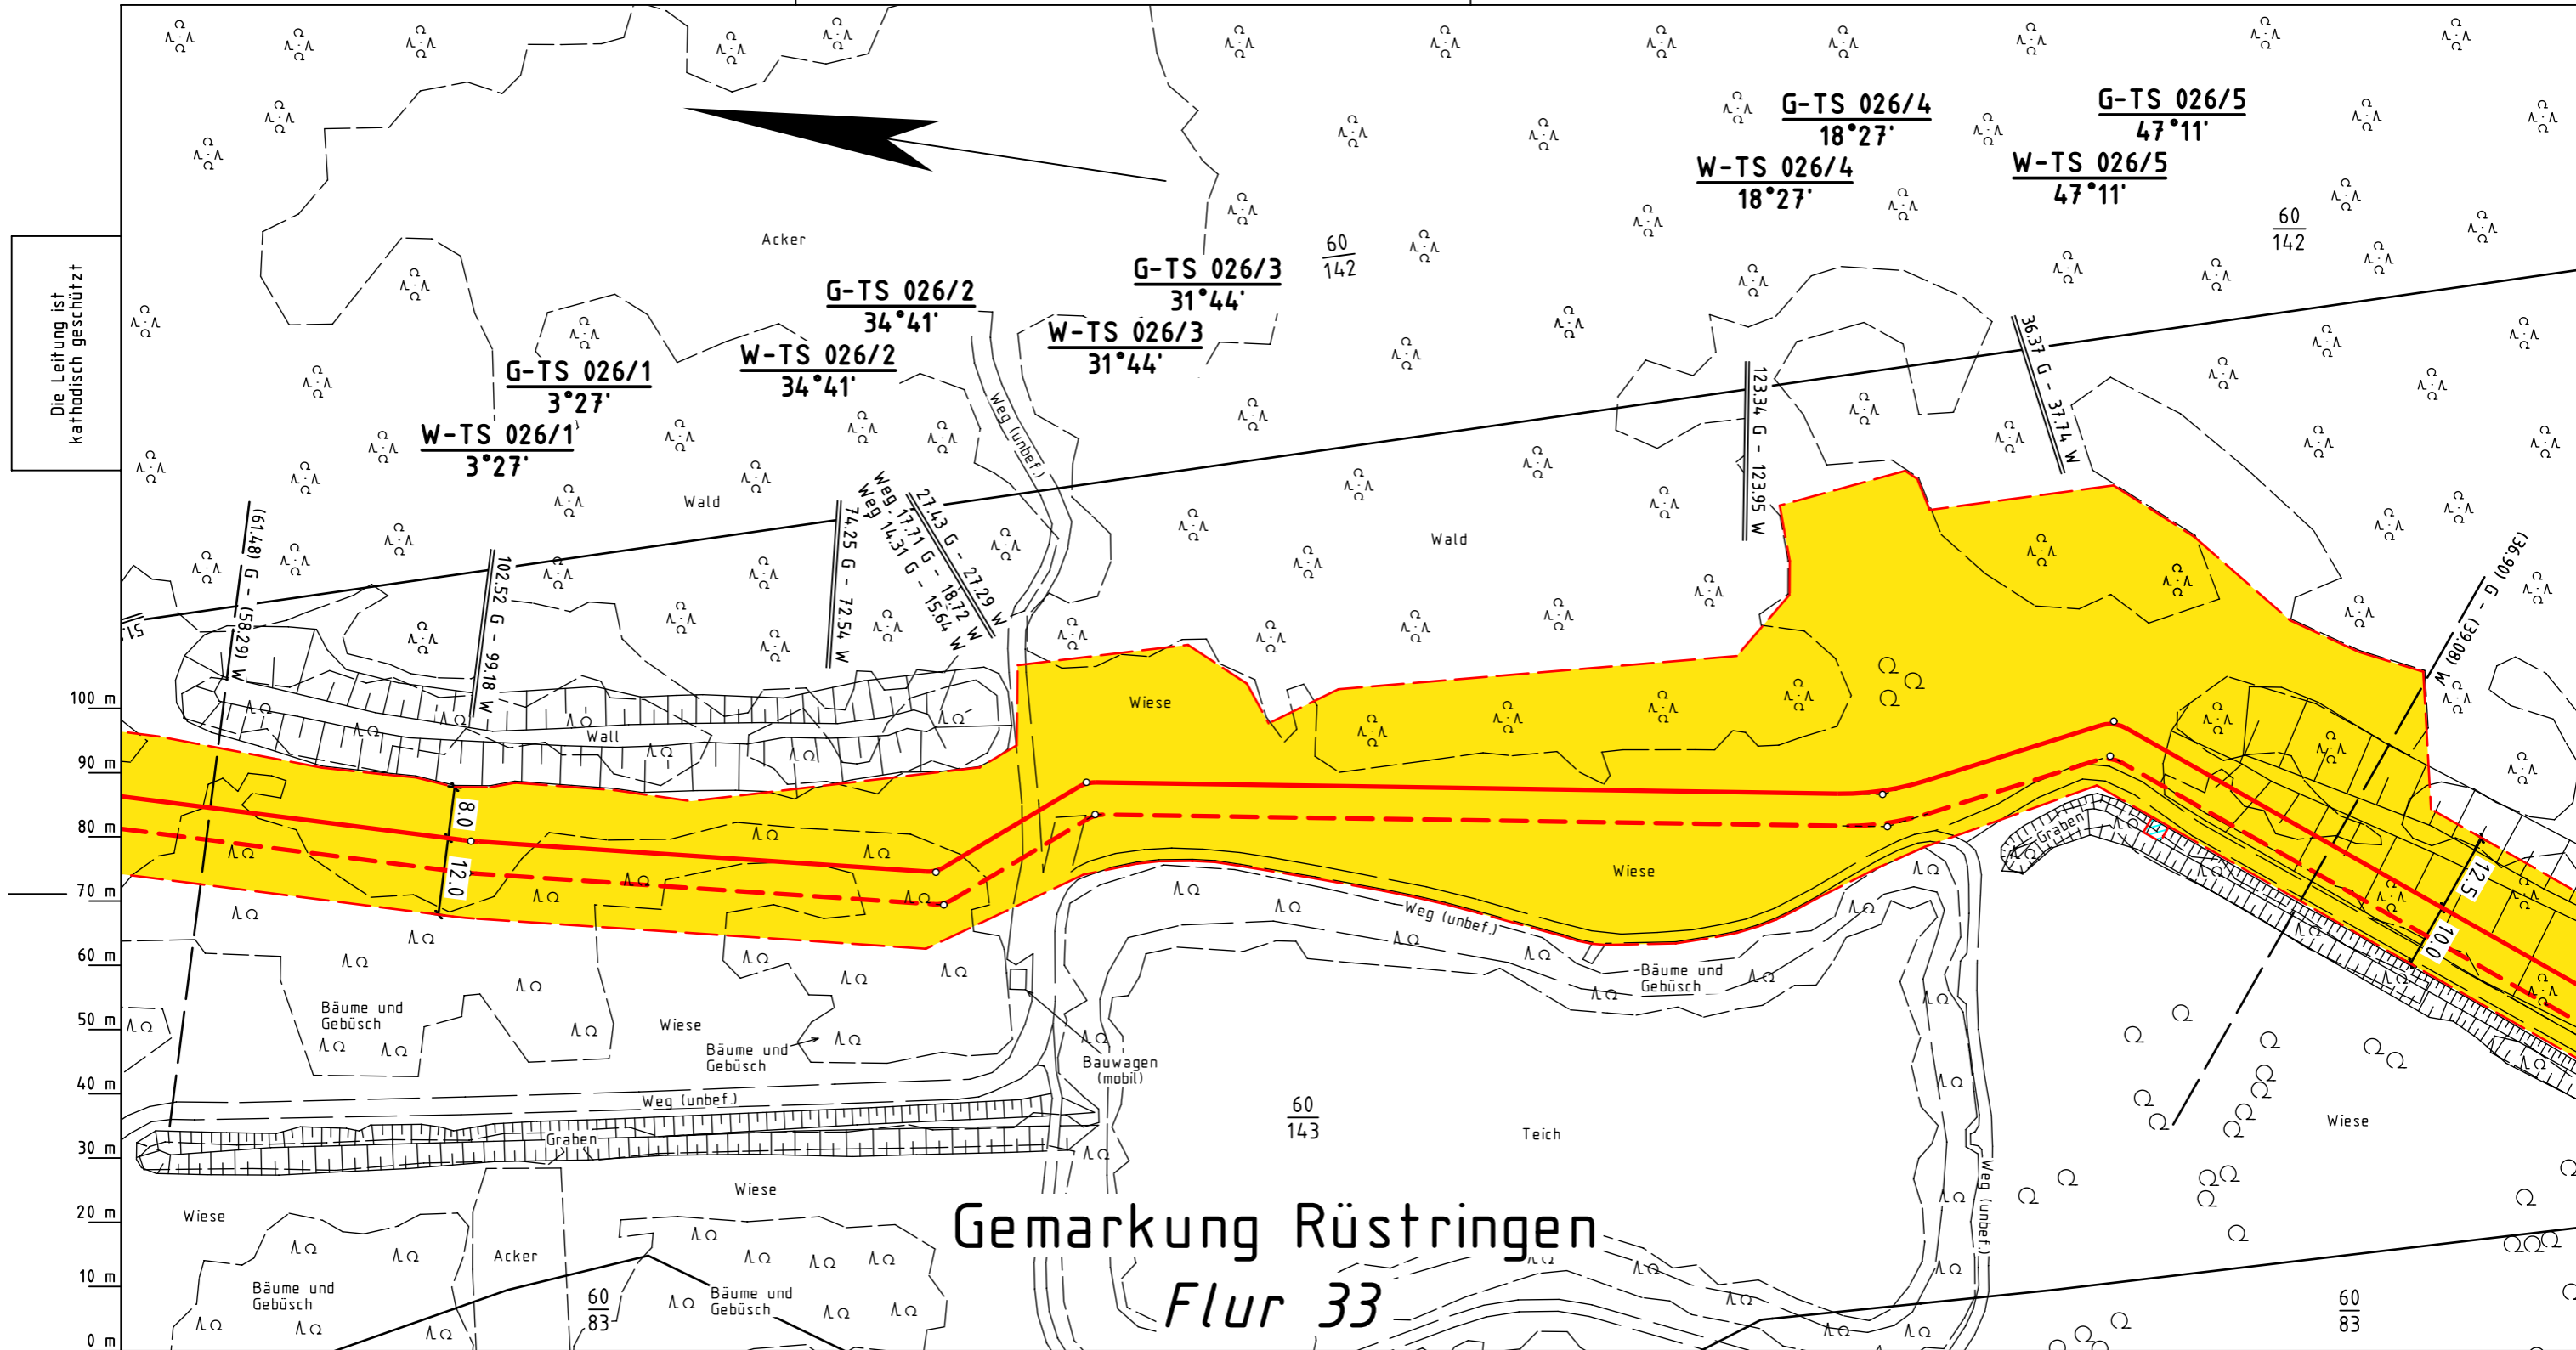 Die Leitung ist
kathodisch geschützt
G-TS 026/4
18°27'
G-TS 026/5
47°11'
W-TS 026/4
18°27'
W-TS 026/5
47°11'
60
142
60
142
Acker
G-TS 026/3
31°44'
G-TS 026/2
34°41'
W-TS 026/3
31°44'
W-TS 026/2
34°41'
G-TS 026/1
3°27'
W-TS 026/1
3°27'
Weg (unbef.)
123.34 G - 123.95 W
36.37 G - 37.74 W
Wald
Wald
(61.48) G - (58.29) W
102.52 G - 99.18 W
74.25 G - 72.54 W
27.43 G - 27.29 W
Weg 17.71 G - 18.72 W
Weg 14.31 G - 15.64 W
(36.90) G - (39.08) W
51.
100 m
90 m
80 m
70 m
60 m
50 m
40 m
30 m
20 m
10 m
0 m
Wall
Wiese
8.0
12.0
Graben
Wiese
12.5
10.0
Weg (unbef.)
Bäume und
Gebüsch
Bäume und
Gebüsch
Wiese
Bäume und
Gebüsch
Bauwagen
(mobil)
Weg (unbef.)
Graben
60
143
Teich
Wiese
Weg (unbef.)
Wiese
Wiese
Acker
Gemarkung Rüstringen
Flur 33
Bäume und
Gebüsch
60
83
Bäume und
Gebüsch
60
83